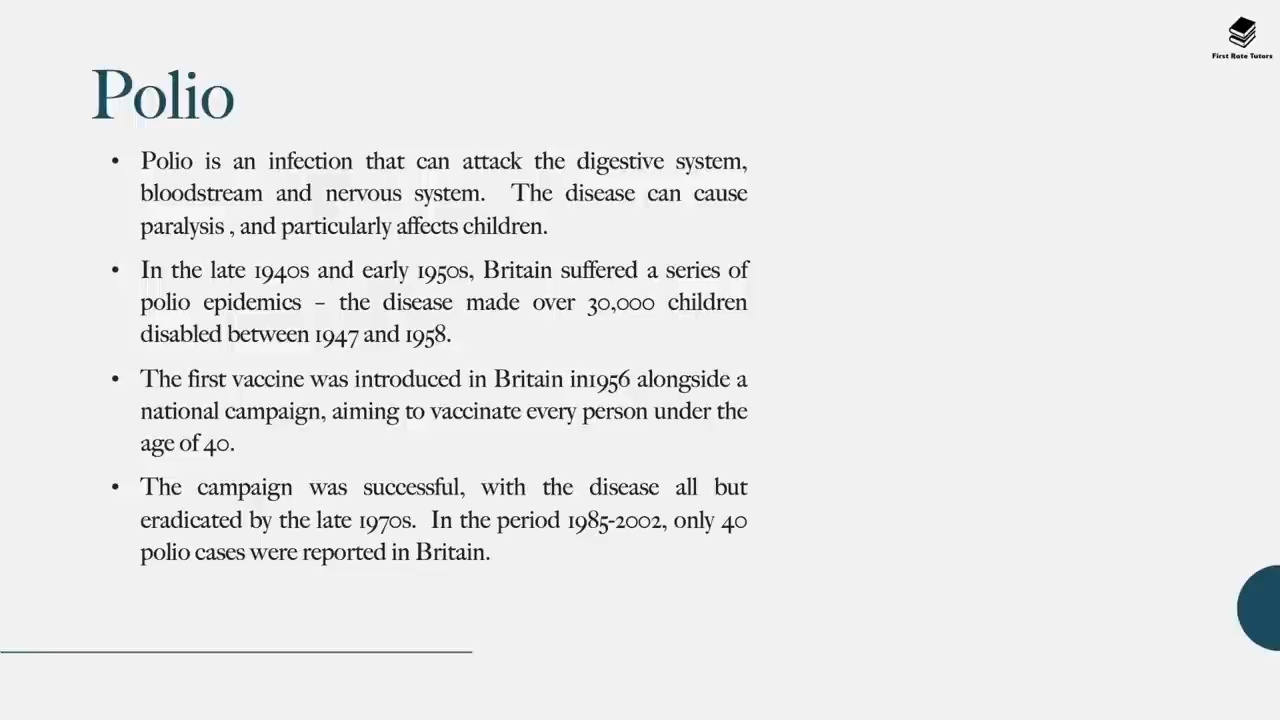 First Rate Tutors
Polio
• Polio is an infection that can attack the digestive system,
bloodstream and nervous system.  The disease can cause
paralysis , and particularly affects children.
• In the late 1940s and early 1950s, Britain suffered a series of
polio epidemics – the disease made over 30,000 children
disabled between 1947 and 1958.
• The first vaccine was introduced in Britain in1956 alongside a
national campaign, aiming to vaccinate every person under the
age of 40.
• The campaign was successful, with the disease all but
eradicated by the late 1970s.  In the period 1985-2002, only 40
polio cases were reported in Britain.